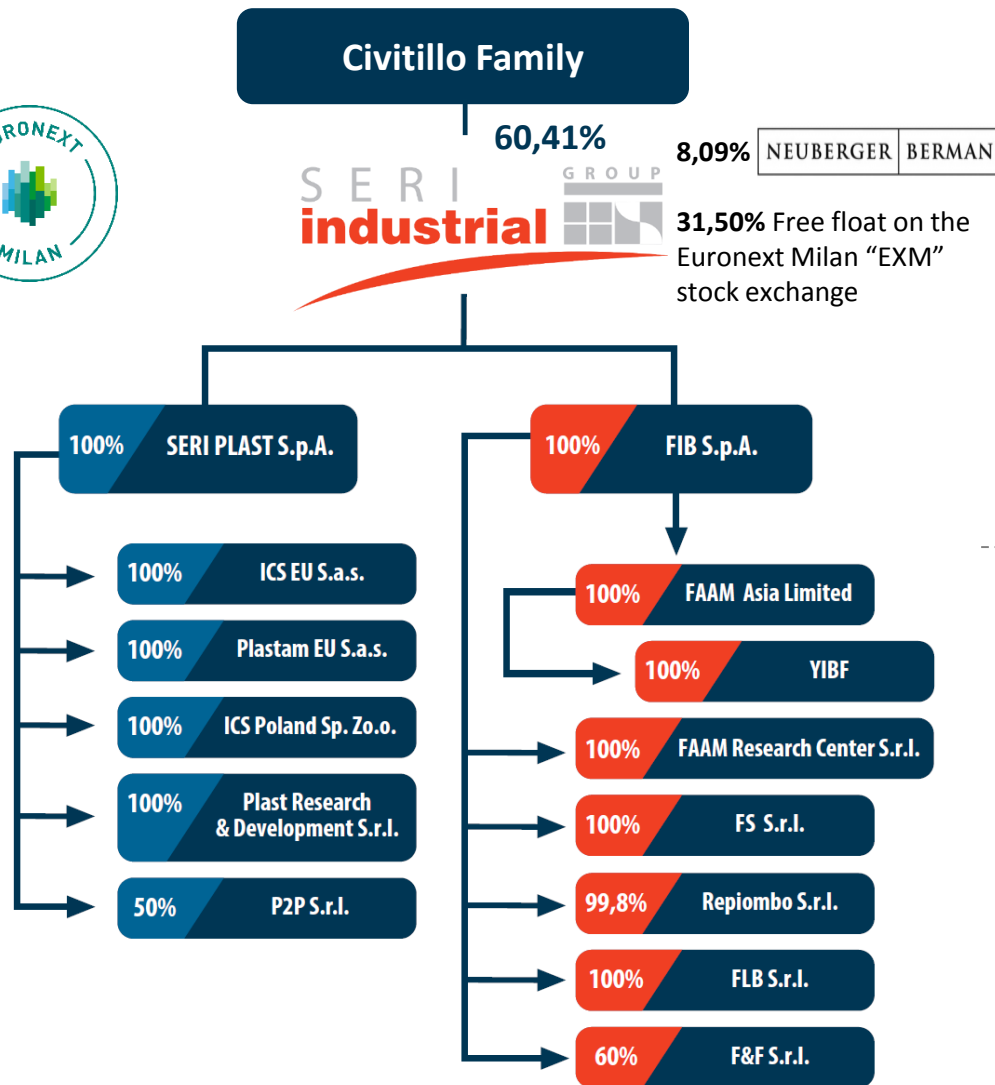 Civitillo Family
60,41%
EURONEXT
MILAN
SERI
industrial
GROUP
8,09% NEUBERGER BERMAN
31,50% Free float on the
Euronext Milan “EXM”
stock exchange
100% SERI PLAST S.p.A.
100% ICS EU S.a.s.
100% Plastam EU S.a.s.
100% ICS Poland Sp. Zo.o.
100% Plast Research
& Development S.r.l.
50% P2P S.r.l.
100% FIB S.p.A.
100% FAAM Asia Limited
100% YIBF
100% FAAM Research Center S.r.l.
100% FS S.r.l.
99,8% Repiombo S.r.l.
100% FLB S.r.l.
60% F&F S.r.l.